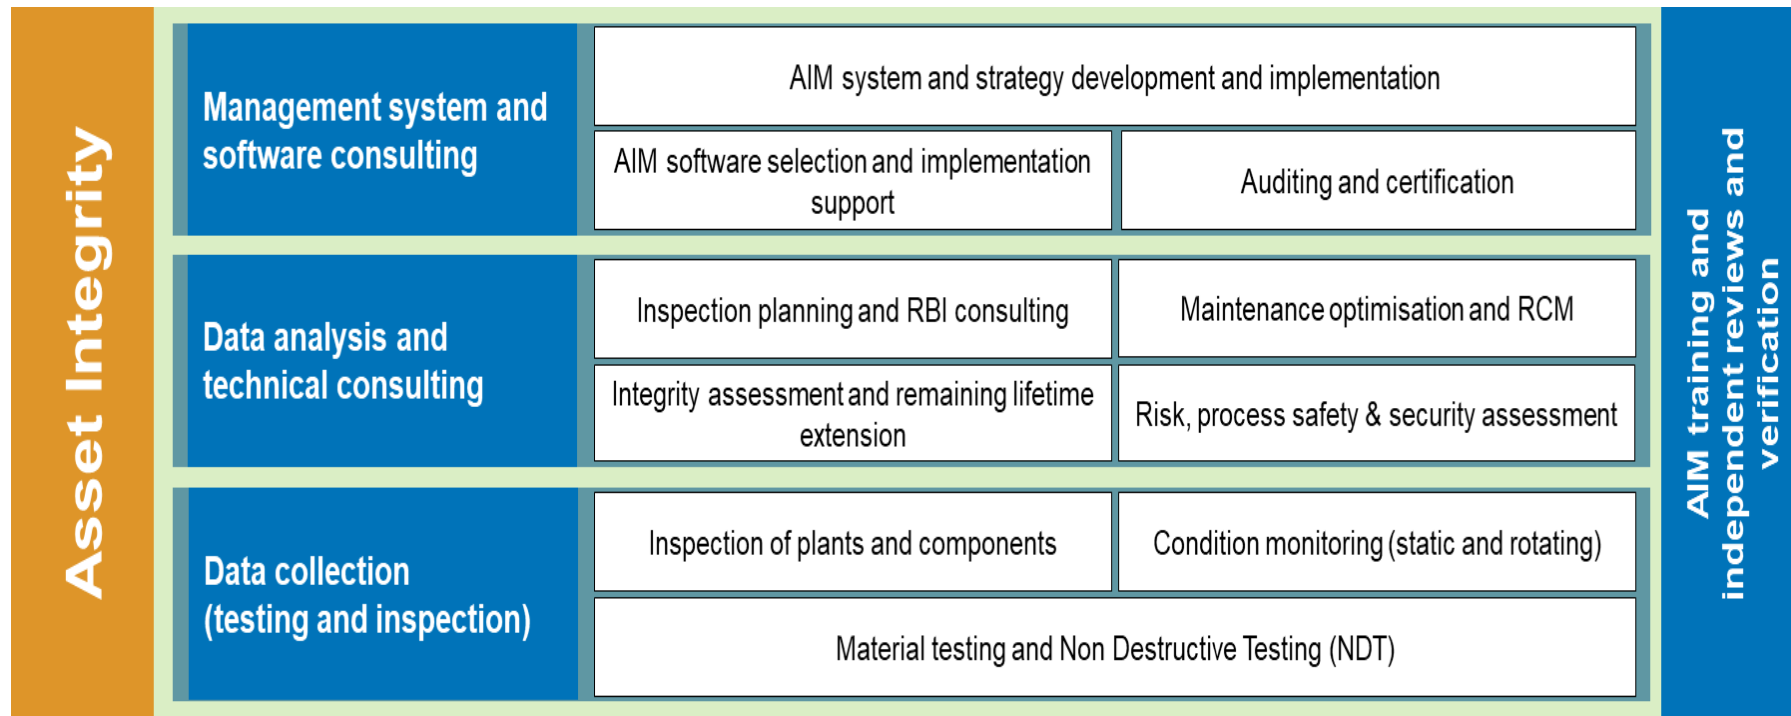 Asset Integrity
Management system and
software consulting
AIM system and strategy development and implementation
AIM software selection and implementation
support
Auditing and certification
Data analysis and
technical consulting
Inspection planning and RBI consulting
Maintenance optimisation and RCM
Integrity assessment and remaining lifetime
extension
Risk, process safety & security assessment
Data collection
(testing and inspection)
Inspection of plants and components
Condition monitoring (static and rotating)
Material testing and Non Destructive Testing (NDT)
AIM training and
independent reviews and
verification